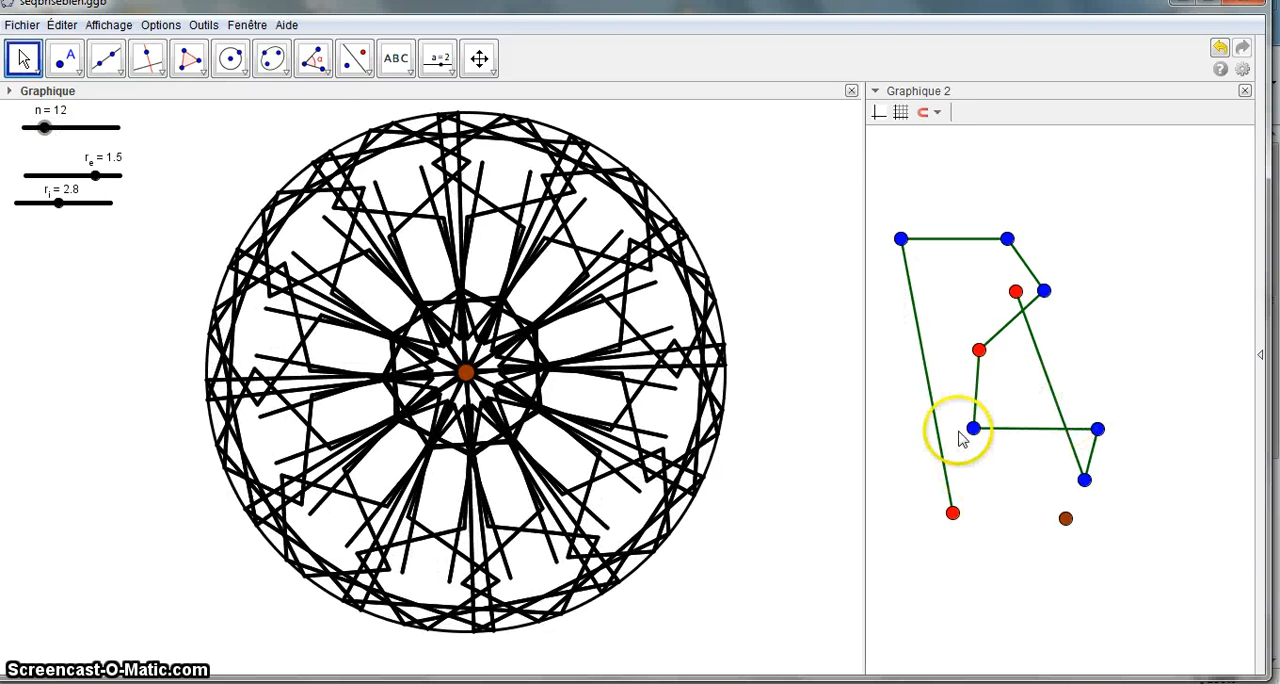 seqbrisebien.ggb
Fichier Éditer Affichage Options Outils Fenêtre Aide
A
α
ABC
a=2
Graphique
Graphique 2
n = 12
re = 1.5
ri = 2.8
Screencast-O-Matic.com